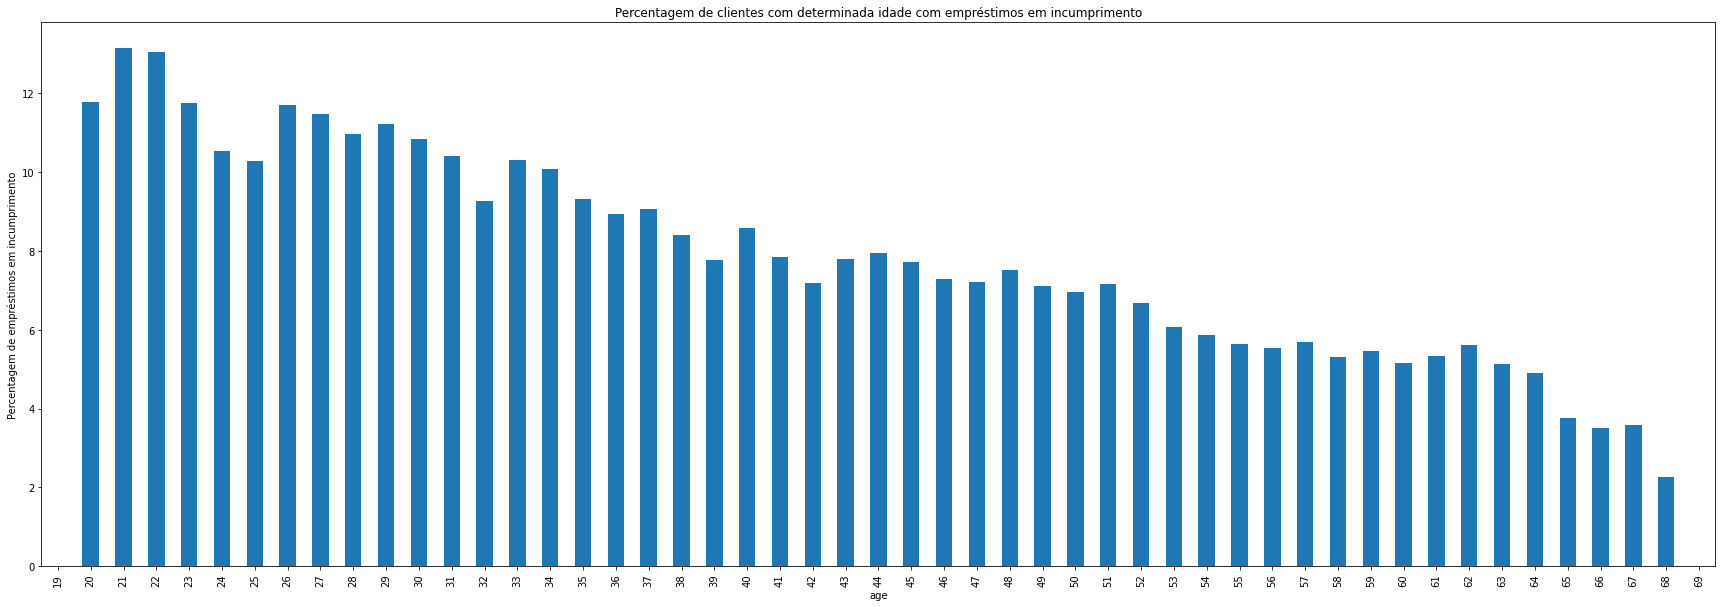 Percentagem de clientes com determinada idade com empréstimos em incumprimento
Percentagem de empréstimos em incumprimento
12
10
8
6
4
2
0
19 20 21 22 23 24 25 26 27 28 29 30 31 32 33 34 35 36 37 38 39 40 41 42 43 44 45 46 47 48 49 50 51 52 53 54 55 56 57 58 59 60 61 62 63 64 65 66 67 68 69
age